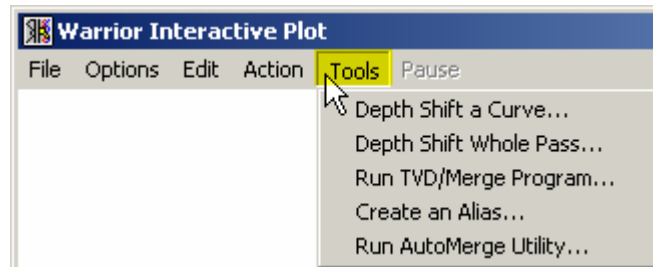 Warrior Interactive Plot
File Options Edit Action Tools Pause
Depth Shift a Curve...
Depth Shift Whole Pass...
Run TVD/Merge Program...
Create an Alias...
Run AutoMerge Utility...